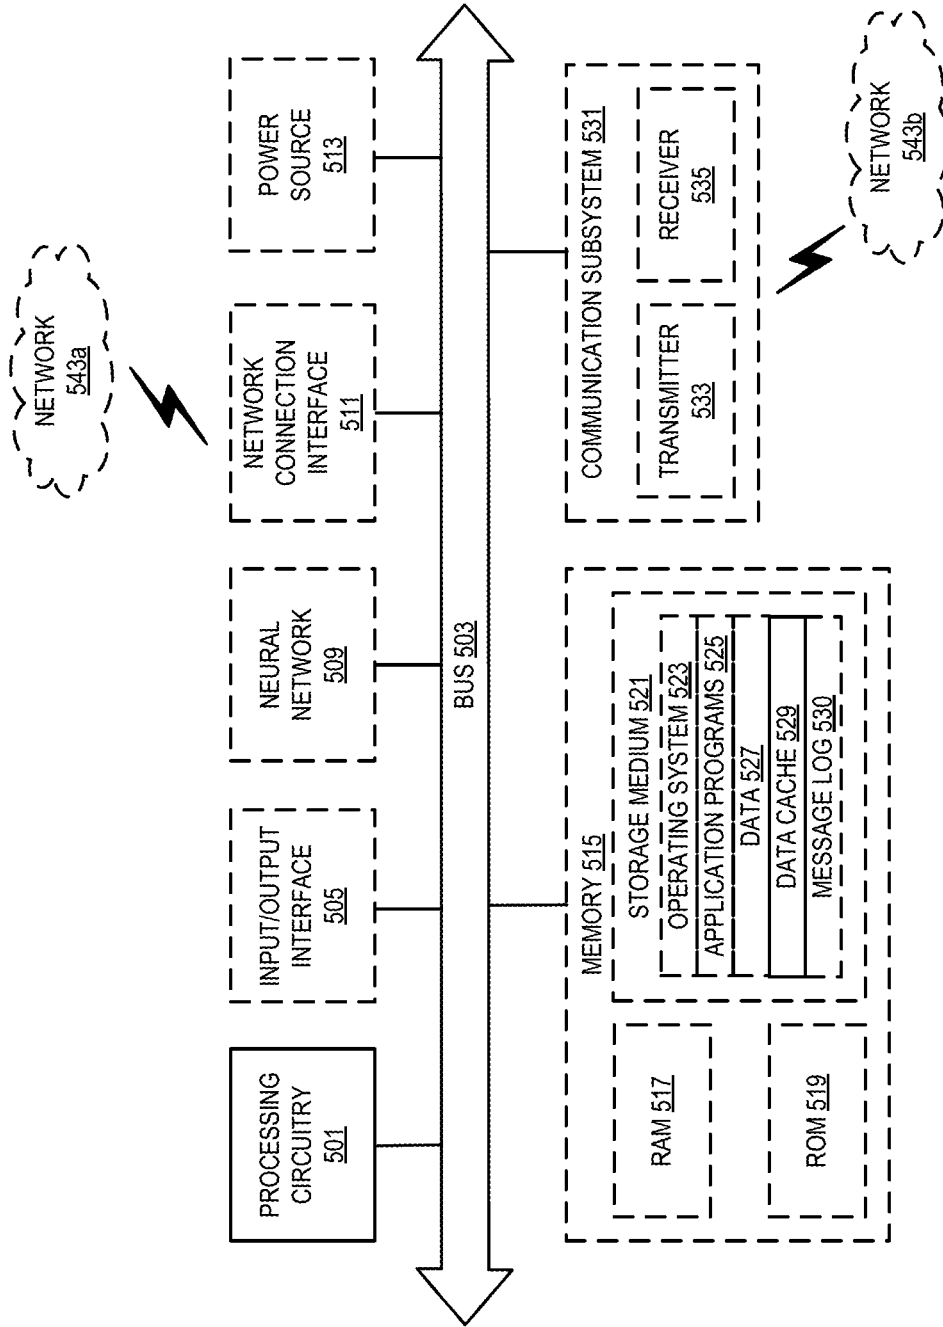 PROCESSING
CIRCUITRY
501
INPUT/OUTPUT
INTERFACE
505
NEURAL
NETWORK
509
NETWORK
CONNECTION
INTERFACE
511
POWER
SOURCE
513
NETWORK
543a
BUS 503
MEMORY 515
RAM 517
ROM 519
STORAGE MEDIUM 521
OPERATING SYSTEM 523
APPLICATION PROGRAMS 525
DATA 527
DATA CACHE 529
MESSAGE LOG 530
COMMUNICATION SUBSYSTEM 531
TRANSMITTER
533
RECEIVER
535
NETWORK
543b